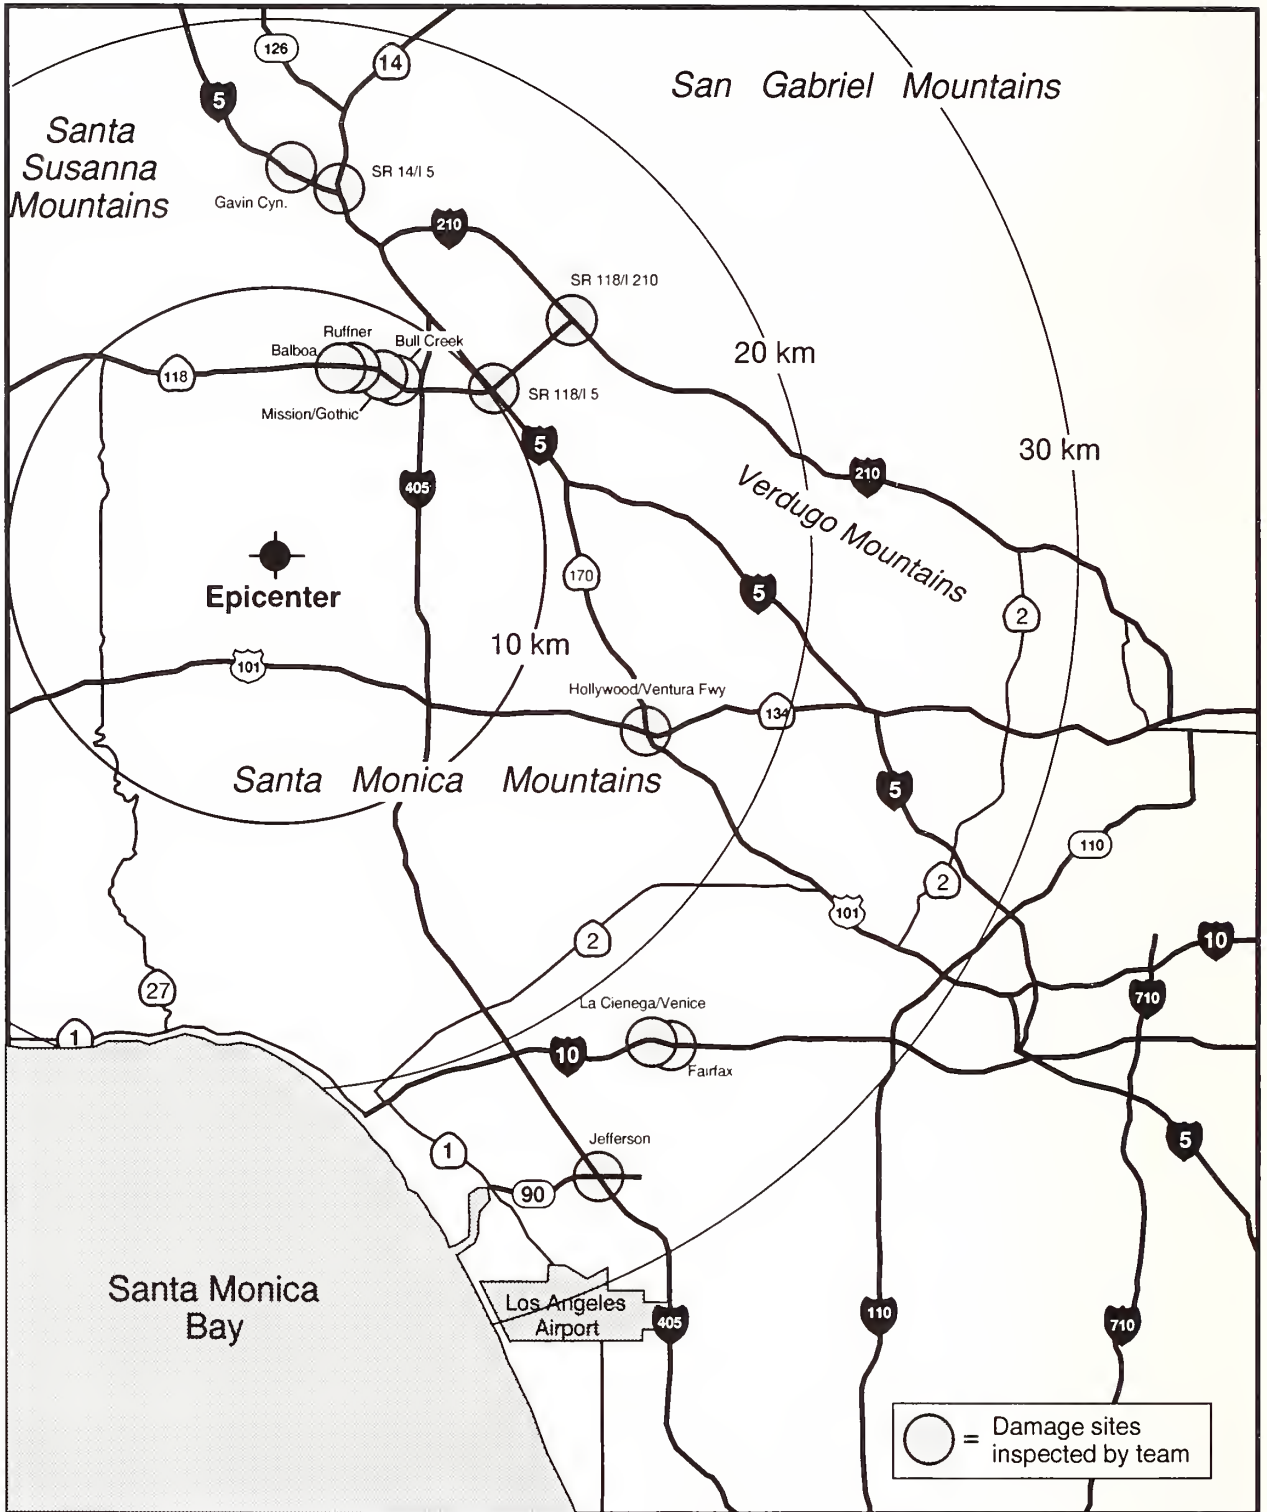 126
14
San Gabriel Mountains
5
Santa
Susanna
Mountains
SR 14/I 5
Gavin Cyn.
210
SR 118/I 210
Ruffner
Bull Creek
Balboa
20 km
118
SR 118/I 5
Mission/Gothic
5
30 km
405
210
Verdugo Mountains
Epicenter
170
5
2
10 km
101
Hollywood/Ventura Fwy
134
Santa Monica Mountains
5
110
2
101
2
10
27
710
La Cienega/Venice
1
10
Fairfax
Jefferson
1
5
90
Santa Monica
Bay
Los Angeles
Airport
405
110
710
= Damage sites
inspected by team